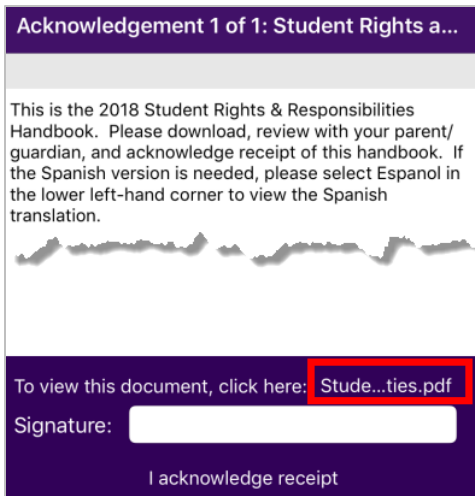 Acknowledgement 1 of 1: Student Rights a...
This is the 2018 Student Rights & Responsibilities
Handbook. Please download, review with your parent/
guardian, and acknowledge receipt of this handbook. If
the Spanish version is needed, please select Espanol in
the lower left-hand corner to view the Spanish
translation.
To view this document, click here: Stude...ties.pdf
Signature:
I acknowledge receipt